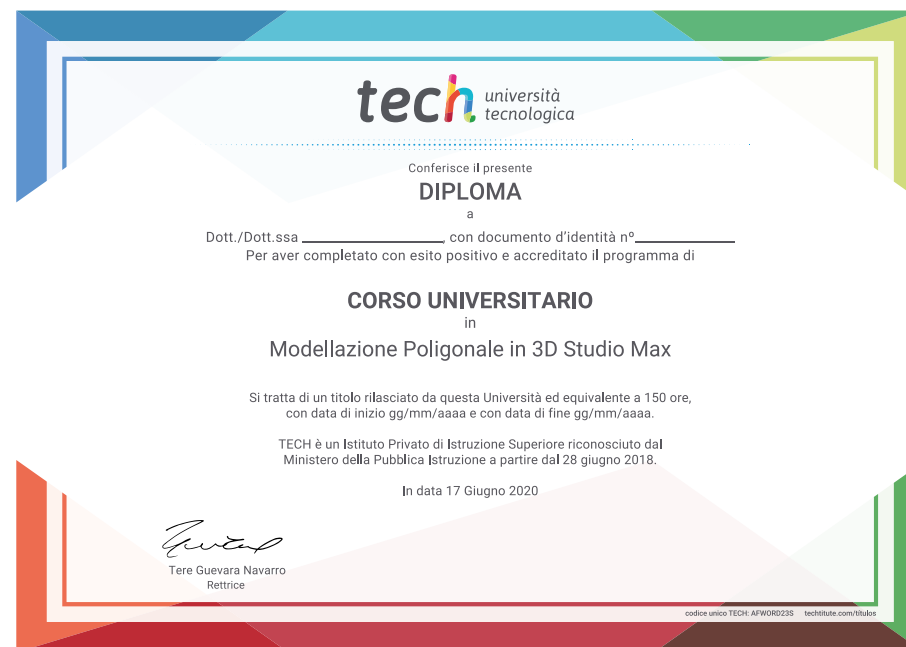 tech università
tecnologica
Conferisce il presente
DIPLOMA
a
Dott./Dott.ssa ____________________, con documento d'identità nº______________
Per aver completato con esito positivo e accreditato il programma di
CORSO UNIVERSITARIO
in
Modellazione Poligonale in 3D Studio Max
Si tratta di un titolo rilasciato da questa Università ed equivalente a 150 ore,
con data di inizio gg/mm/aaaa e con data di fine gg/mm/aaaa.
TECH è un Istituto Privato di Istruzione Superiore riconosciuto dal
Ministero della Pubblica Istruzione a partire dal 28 giugno 2018.
In data 17 Giugno 2020
Tere Guevara Navarro
Rettrice
codice unico TECH: AFWORD23S techtitute.com/titulos